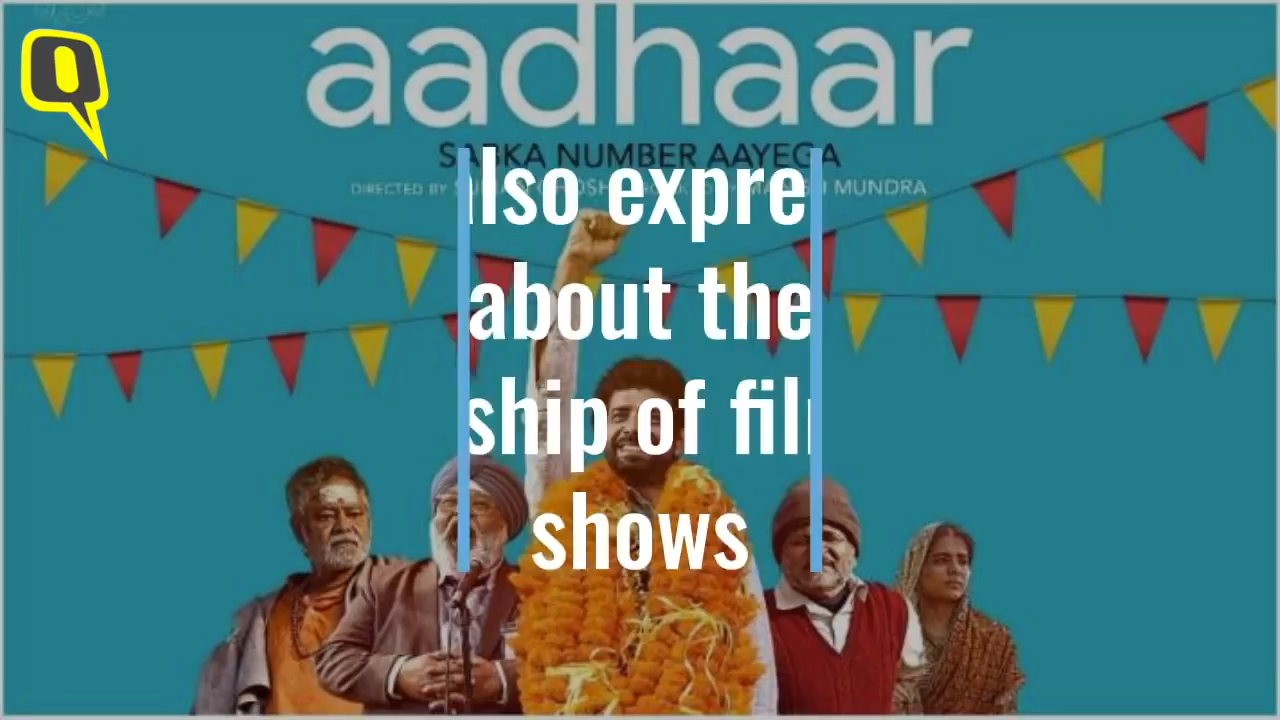 aadhaar
SABKA NUMBER AAYEGA
DIRECTED BY
MUNDRA
lso expre
about the
ship of fil
shows